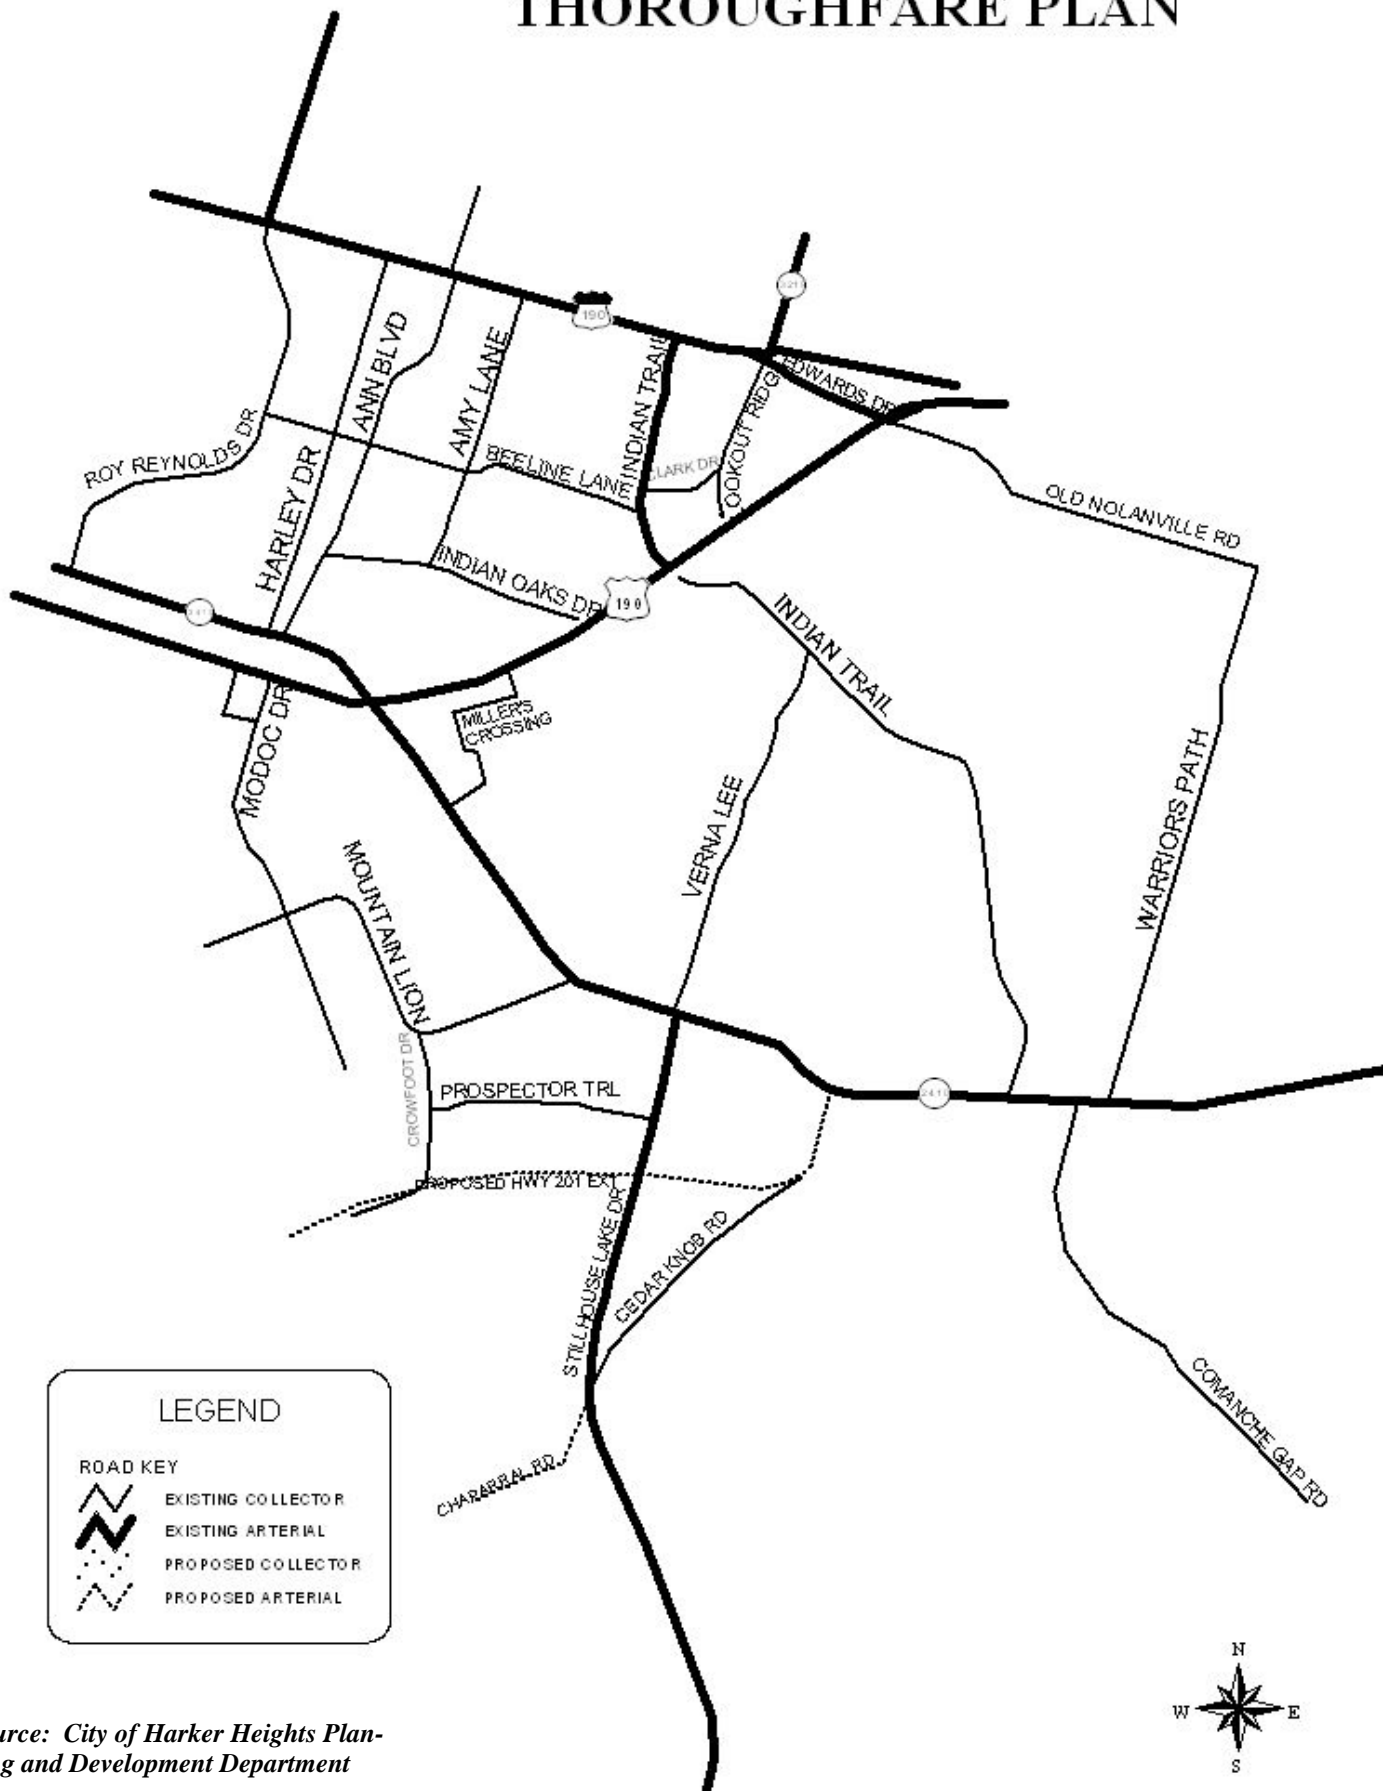 THOROUGHFARE PLAN
190
EDWARDS DR
ANN BLVD
AMY LANE
INDIAN TRAIL
CLARK DR
BEELINE LANE
ROY REYNOLDS DR
HARLEY DR
OLD NOLANVILLE RD
INDIAN OAKS DR
190
INDIAN TRAIL
MODOC DR
MILLER'S
CROSSING
VERNA LEE
WARRIORS PATH
MOUNTAIN LION
CROWFOOT DR
PROSPECTOR TRL
2410
PROPOSED HWY 201 EXT
STILLHOUSE LAKE DR
CEDAR KNOB RD
COMANCHE GAP RD
CHAPARRAL RD
LEGEND
ROAD KEY
EXISTING COLLECTOR
EXISTING ARTERIAL
PROPOSED COLLECTOR
PROPOSED ARTERIAL
N
W E
S
City of Harker Heights Plan-
and Development Department